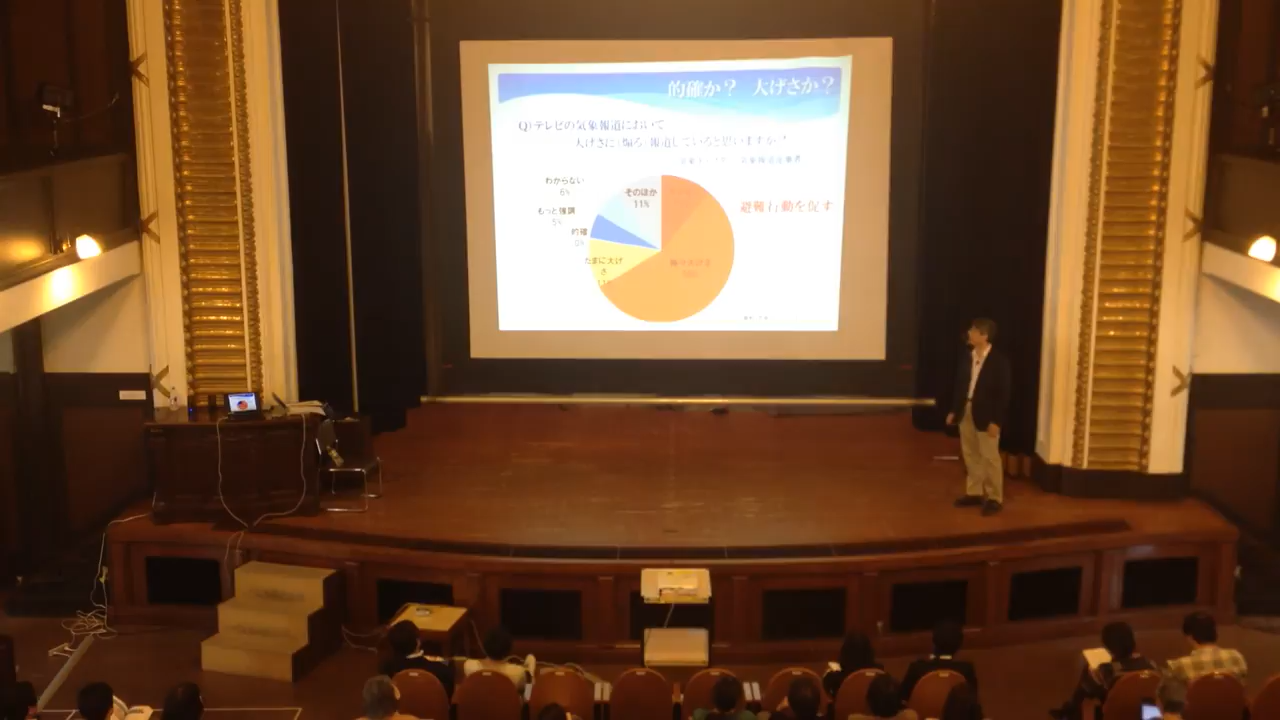 的確か？ 大げさか？
Q)テレビの気象報道において
大げさに(煽る)報道していると思いますか？
わからない
6%
そのほか
11%
避難行動を促す
もっと強調
5%
的確
0%
たまに大げ
さ